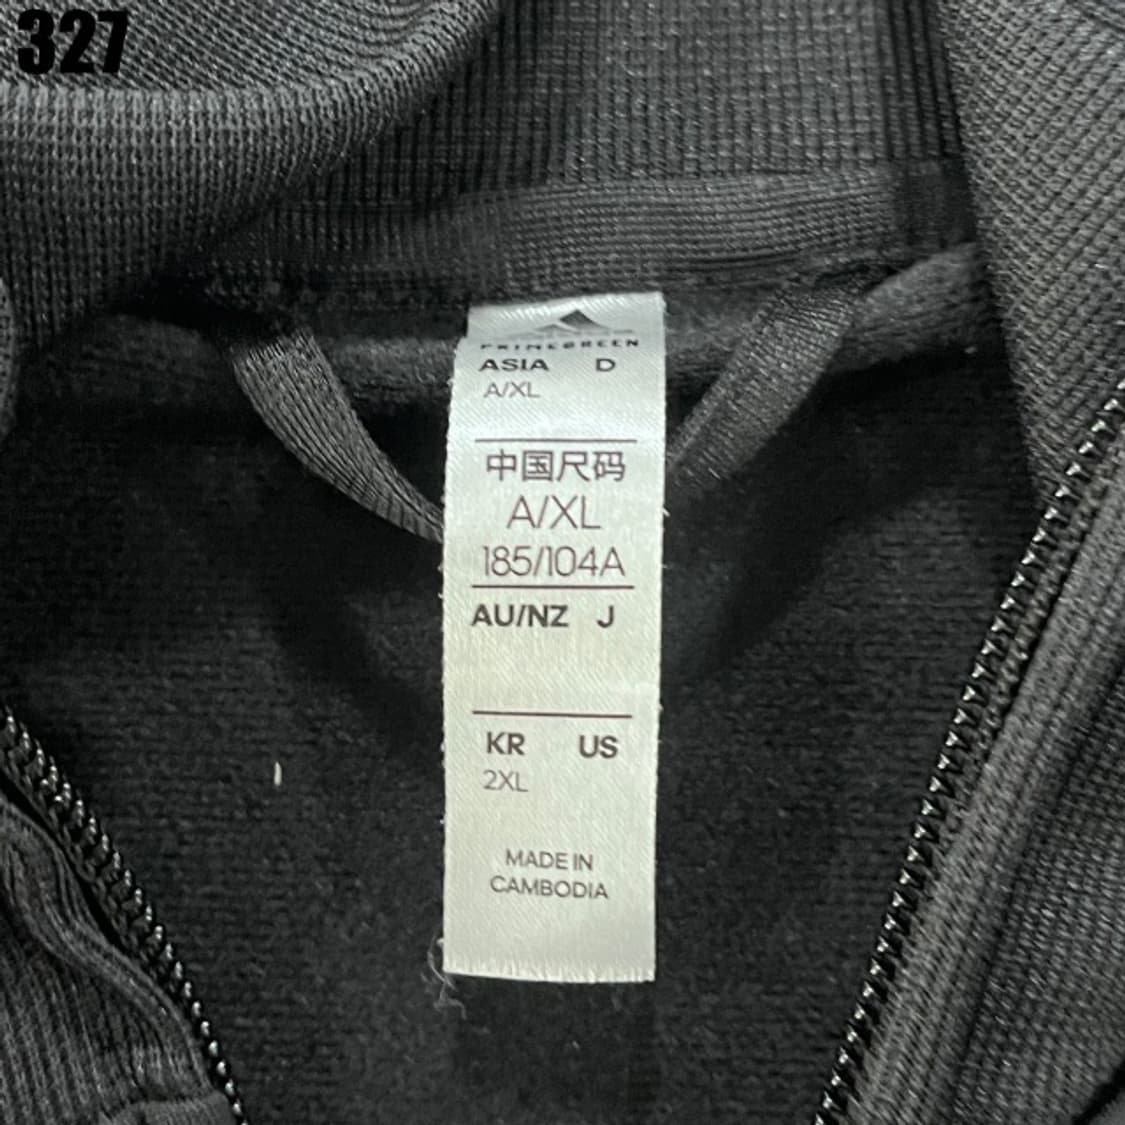 327
PRIMEGREEN
ASIA D
A/XL
中国尺码
A/XL
185/104A
AU/NZ J
KR US
2XL
MADE IN
CAMBODIA